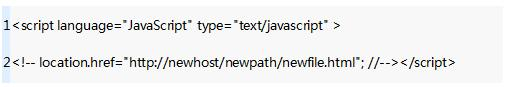 1<script language="JavaScript" type="text/javascript" >
2<!-- location.href="http://newhost/newpath/newfile.html"; //--></script>